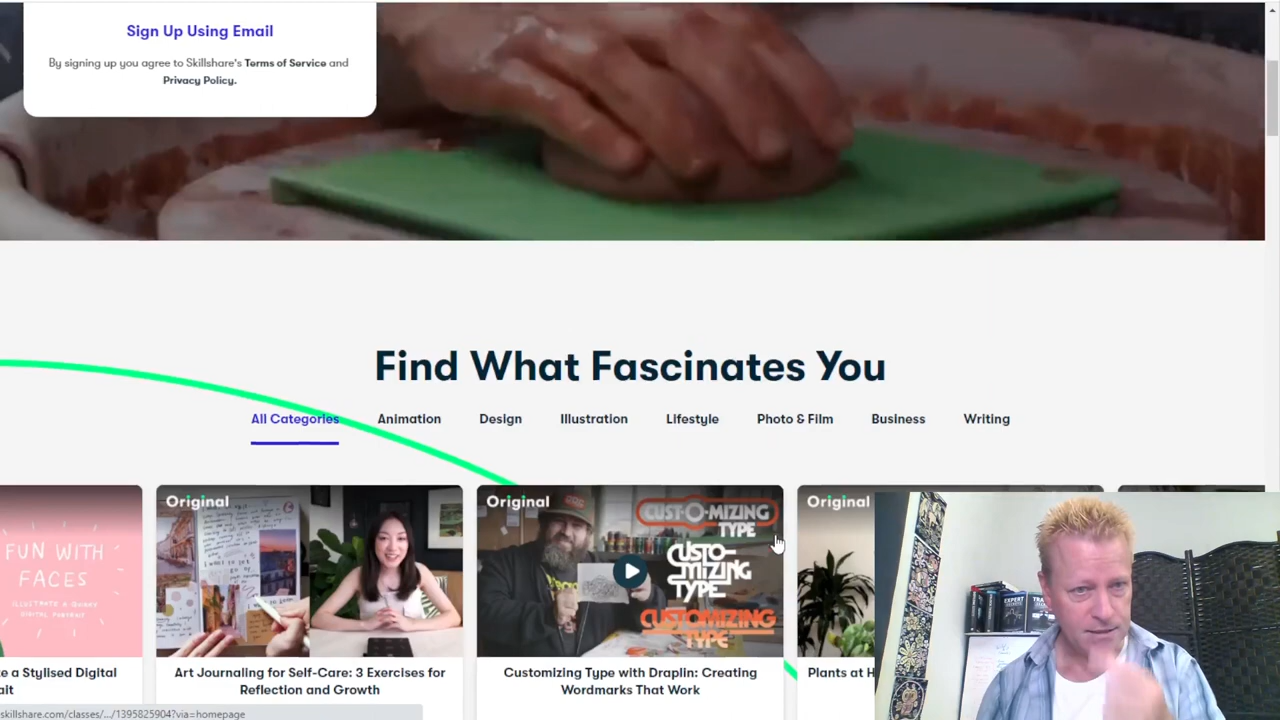 Sign Up Using Email
By signing up you agree to Skillshare's Terms of Service and
Privacy Policy.
Find What Fascinates You
All Categories
Animation
Design
Illustration
Lifestyle
Photo & Film
Business
Writing
FUN WITH
FACES
Original
Original
CUST-O-MIZING
TYPE
CUSTO-
MIZING
TYPE
CUSTOMIZING
TYPE
Original
e a Stylised Digital
ait
Art Journaling for Self-Care: 3 Exercises for
Reflection and Growth
Customizing Type with Draplin: Creating
Wordmarks That Work
Plants at H
skillshare.com/classes/.../1395825904?via=homepage
EXPERT